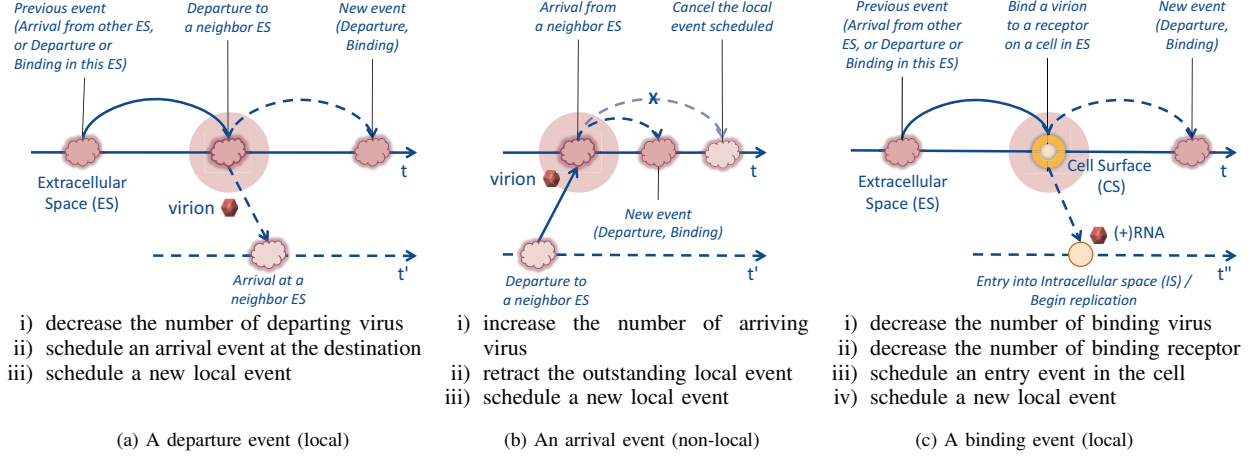 Previous event
(Arrival from other ES,
or Departure or
Binding in this ES)
Departure to
a neighbor ES
New event
(Departure,
Binding)
t
Extracellular
Space (ES)
virion
t'
Arrival at a
neighbor ES
i) decrease the number of departing virus
ii) schedule an arrival event at the destination
iii) schedule a new local event
(a) A departure event (local)
Arrival from
a neighbor ES
Cancel the local
event scheduled
X
t
virion
New event
(Departure, Binding)
t'
Departure to
a neighbor ES
i) increase the number of arriving
virus
ii) retract the outstanding local event
iii) schedule a new local event
(b) An arrival event (non-local)
Previous event
(Arrival from other
ES, or Departure or
Binding in this ES)
Bind a virion
to a receptor
on a cell in ES
New event
(Departure,
Binding)
t
Extracellular
Space (ES)
Cell Surface
(CS)
(+)RNA
t"
Entry into Intracellular space (IS) /
Begin replication
i) decrease the number of binding virus
ii) decrease the number of binding receptor
iii) schedule an entry event in the cell
iv) schedule a new local event
(c) A binding event (local)